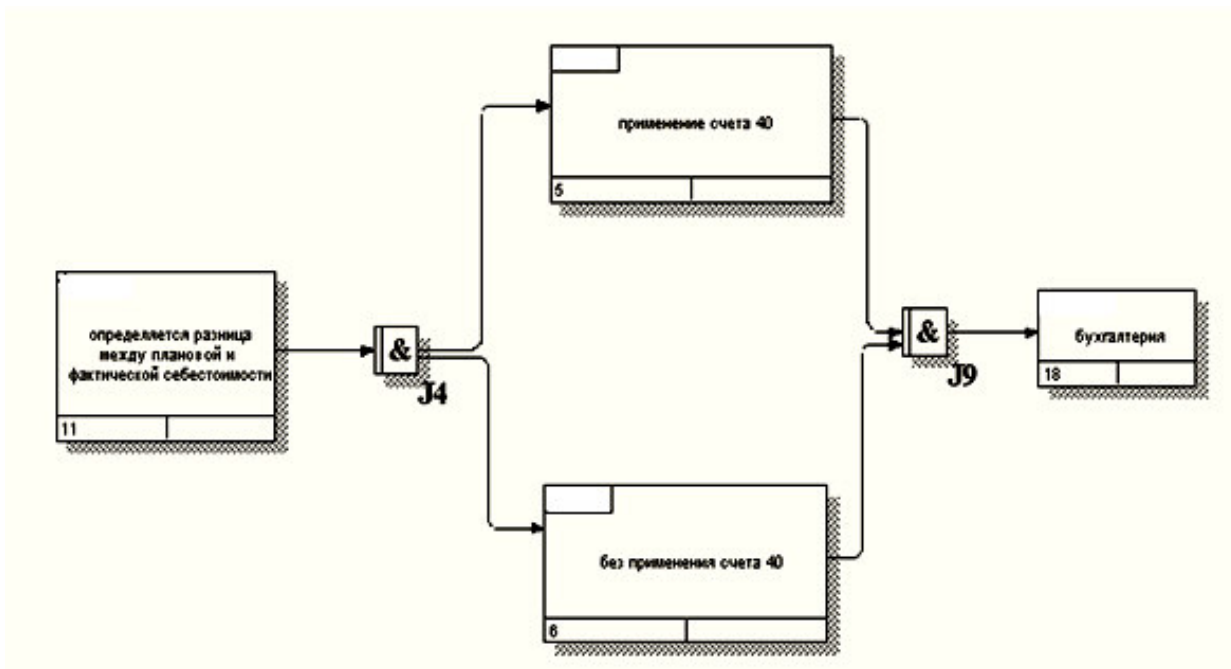 применение счета 40
5
определяется разница
между плановой и
фактической себестоимости
11
&
J4
&
J9
бухгалтерия
18
без применения счета 40
6